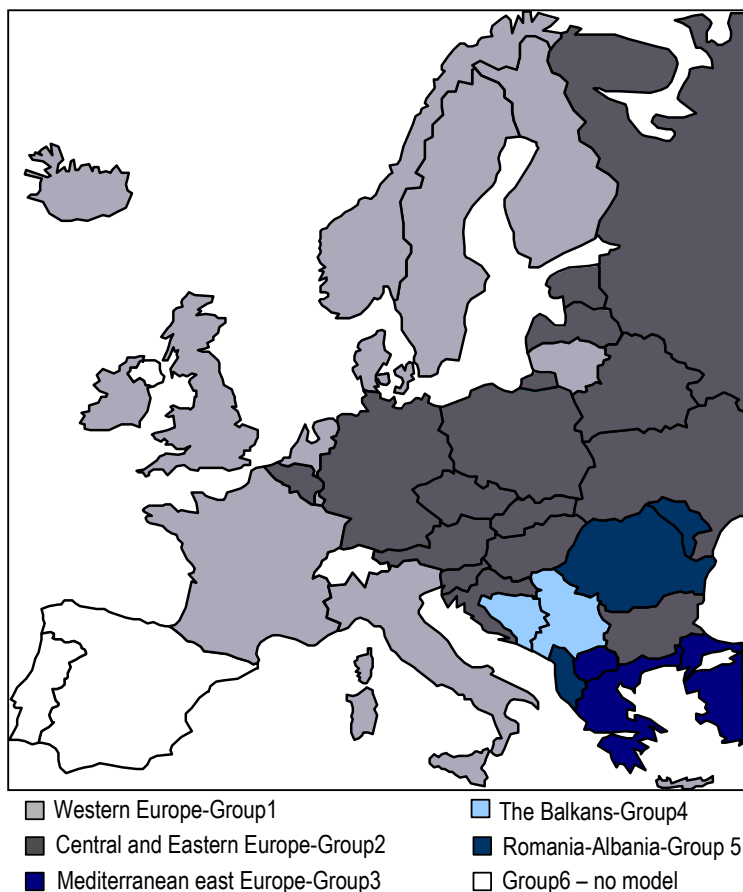 Western Europe-Group1
Central and Eastern Europe-Group2
Mediterranean east Europe-Group3
The Balkans-Group4
Romania-Albania-Group 5
Group6 – no model